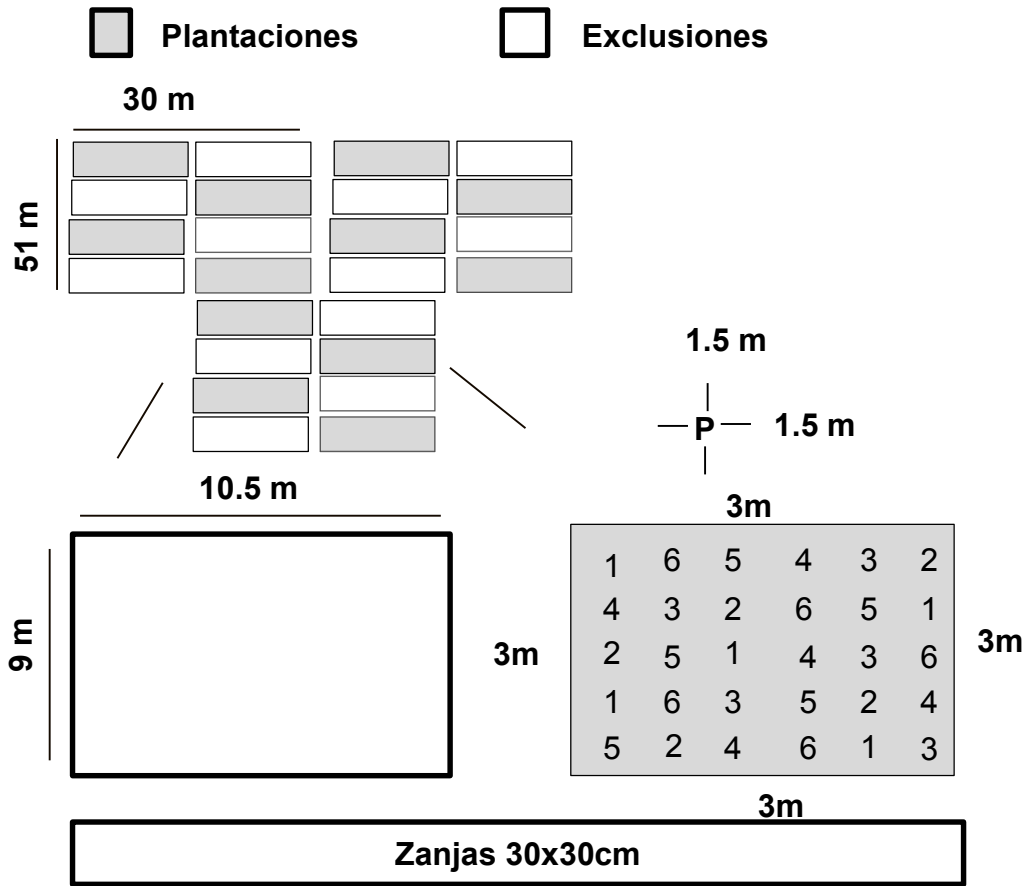 Plantaciones
Exclusiones
30 m
51 m
1.5 m
P
1.5 m
10.5 m
9 m
3m
3m
1 6 5 4 3 2
4 3 2 6 5 1
2 5 1 4 3 6
1 6 3 5 2 4
5 2 4 6 1 3
3m
3m
Zanjas 30x30cm